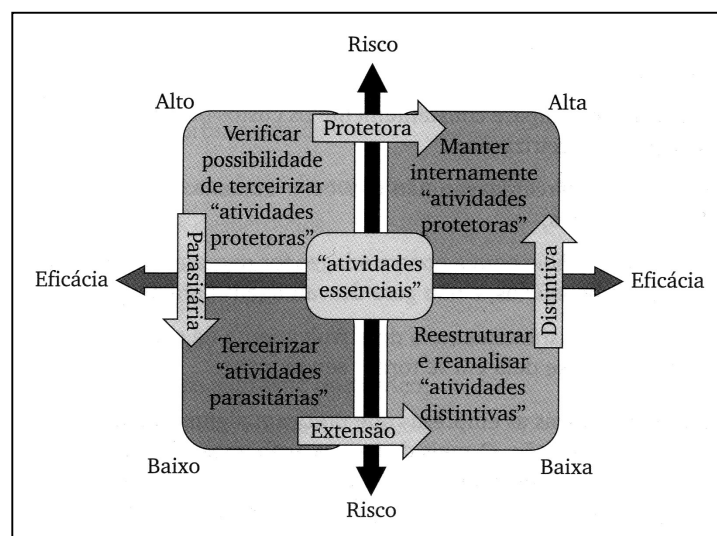 Risco
Alto
Alta
Protetora
Verificar
possibilidade
de terceirizar
“atividades
protetoras”
Manter
internamente
“atividades
protetoras”
Parasitária
Distintiva
Eficácia
“atividades
essenciais”
Eficácia
Terceirizar
“atividades
parasitárias”
Reestruturar
e reanalisar
“atividades
distintivas”
Extensão
Baixo
Baixa
Risco